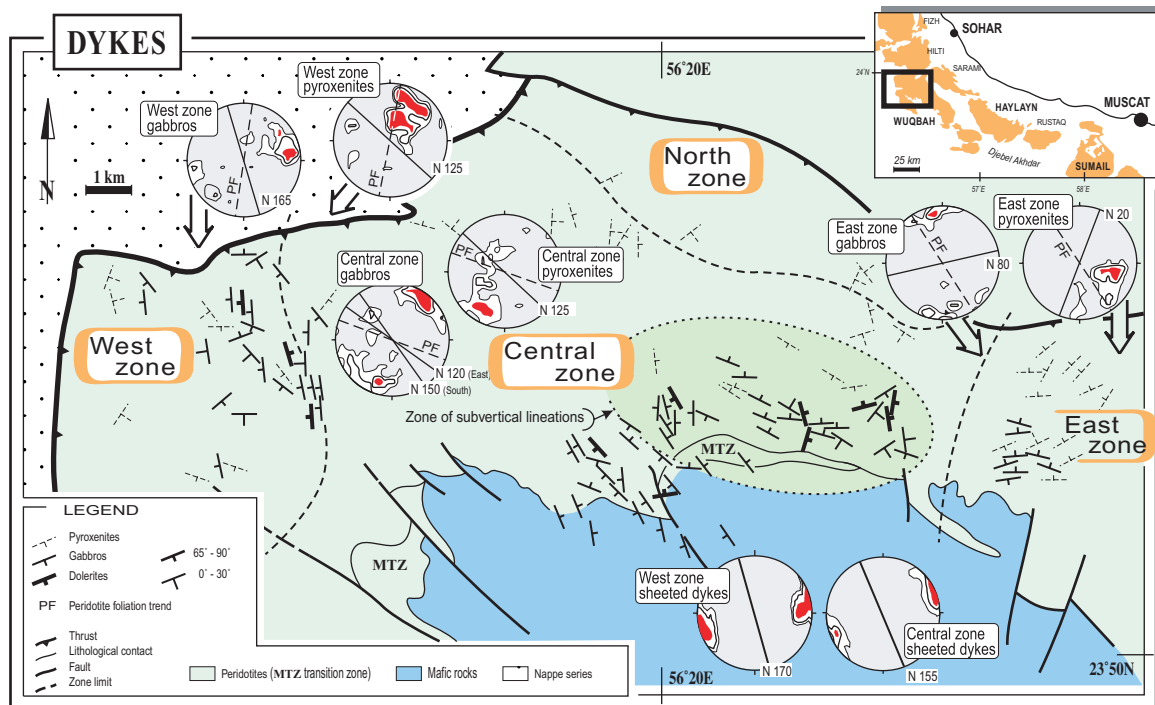 DYKES
56°20E
FIZH
SOHAR
HILTI
24°N
SARAMI
MUSCAT
HAYLAYN
WUQBAH
RUSTAQ
Djebel Akhdar
SUMAIL
25 km
57°E
58°E
N
1 km
West zone
gabbros
PF
N 165
West zone
pyroxenites
PF
N 125
North
zone
East zone
gabbros
PF
N 80
East zone
pyroxenites
N 20
PF
Central zone
gabbros
PF
N 120 (East)
N 150 (South)
Central zone
pyroxenites
PF
N 125
West
zone
Central
zone
Zone of subvertical lineations
MTZ
East
zone
MTZ
West zone
sheeted dykes
N 170
Central zone
sheeted dykes
N 155
LEGEND
Pyroxenites
Gabbros
65° - 90°
Dolerites
0° - 30°
PF Peridotite foliation trend
Thrust
Lithological contact
Fault
Zone limit
Peridotites (MTZ transition zone)
Mafic rocks
Nappe series
56°20E
23°50N